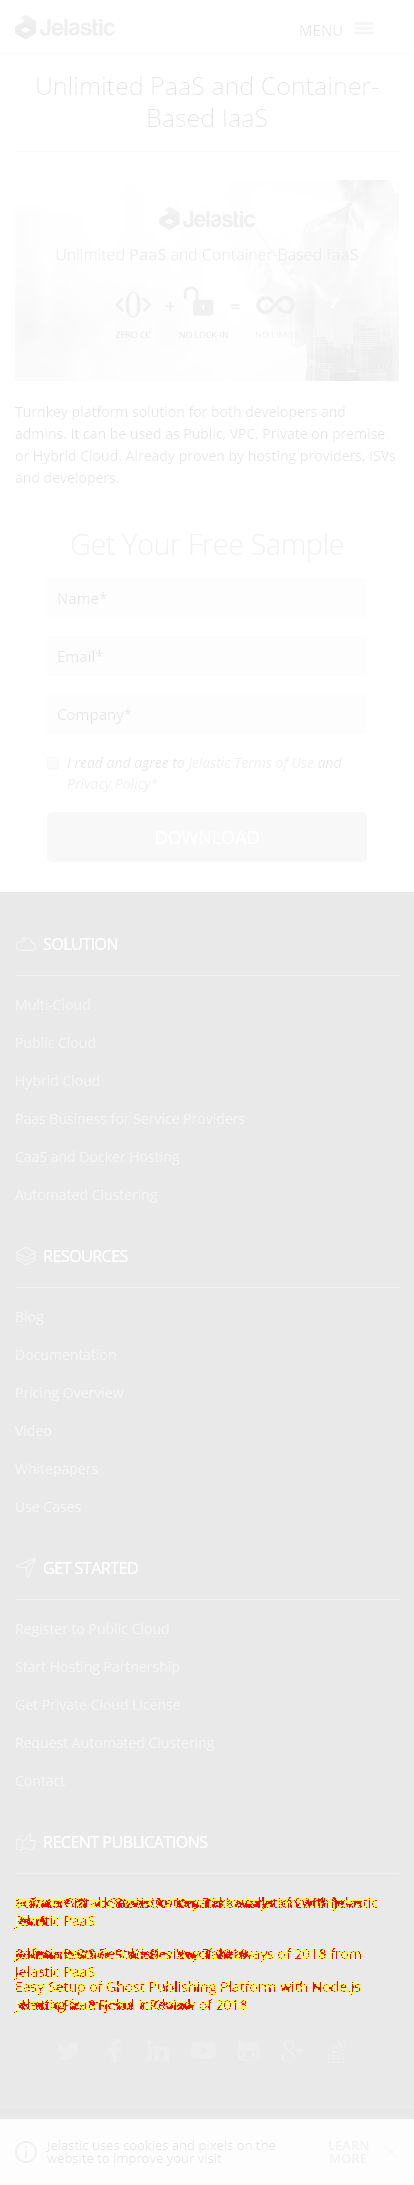 Jelastic
MENU
Unlimited PaaS and Container-
Based IaaS
Jelastic
Unlimited PaaS and Container-Based IaaS
ZERO CC + NO LOCK-IN = NO LIMITS
Turnkey platform solution for both developers and
admins. It can be used as Public, VPC, Private on premise
or Hybrid Cloud. Already proven by hosting providers, ISVs
and developers.
Get Your Free Sample
Name*
Email*
Company*
I read and agree to Jelastic Terms of Use and
Privacy Policy*
DOWNLOAD
SOLUTION
Multi-Cloud
Public Cloud
Hybrid Cloud
Paas Business for Service Providers
CaaS and Docker Hosting
Automated Clustering
RESOURCES
Blog
Documentation
Pricing Overview
Video
Whitepapers
Use Cases
GET STARTED
Register to Public Cloud
Start Hosting Partnership
Get Private Cloud License
Request Automated Clustering
Contact
RECENT PUBLICATIONS
Jelastic PaaS
of 2018 from
Jelastic PaaS
Easy Setup of Ghost Publishing Platform with Node.js
of 2018
Jelastic uses cookies and pixels on the
website to improve your visit
LEARN
MORE